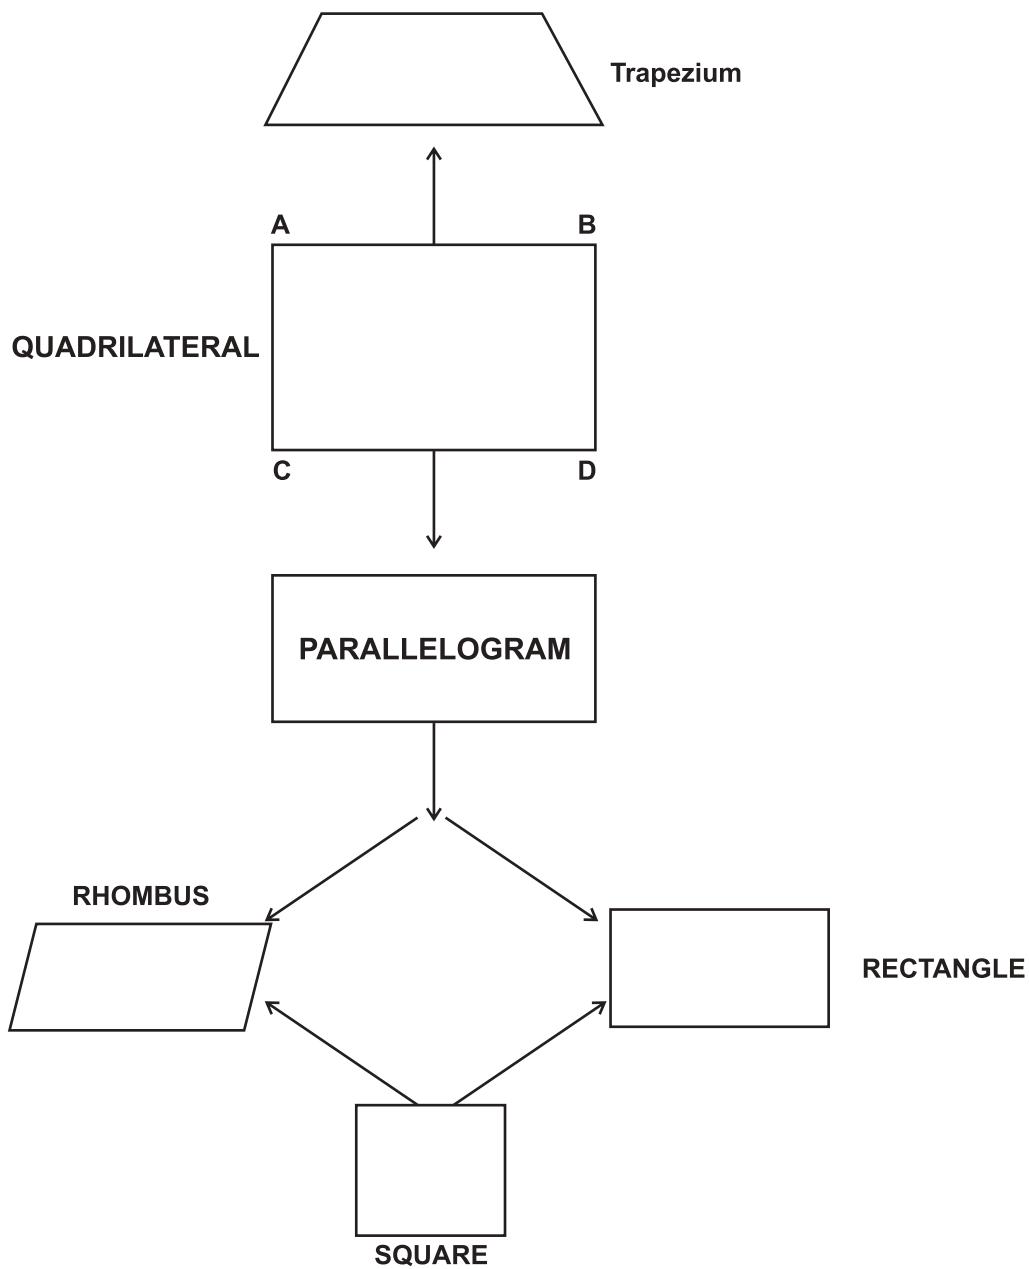 Trapezium
A B
QUADRILATERAL
C D
PARALLELOGRAM
RHOMBUS
RECTANGLE
SQUARE